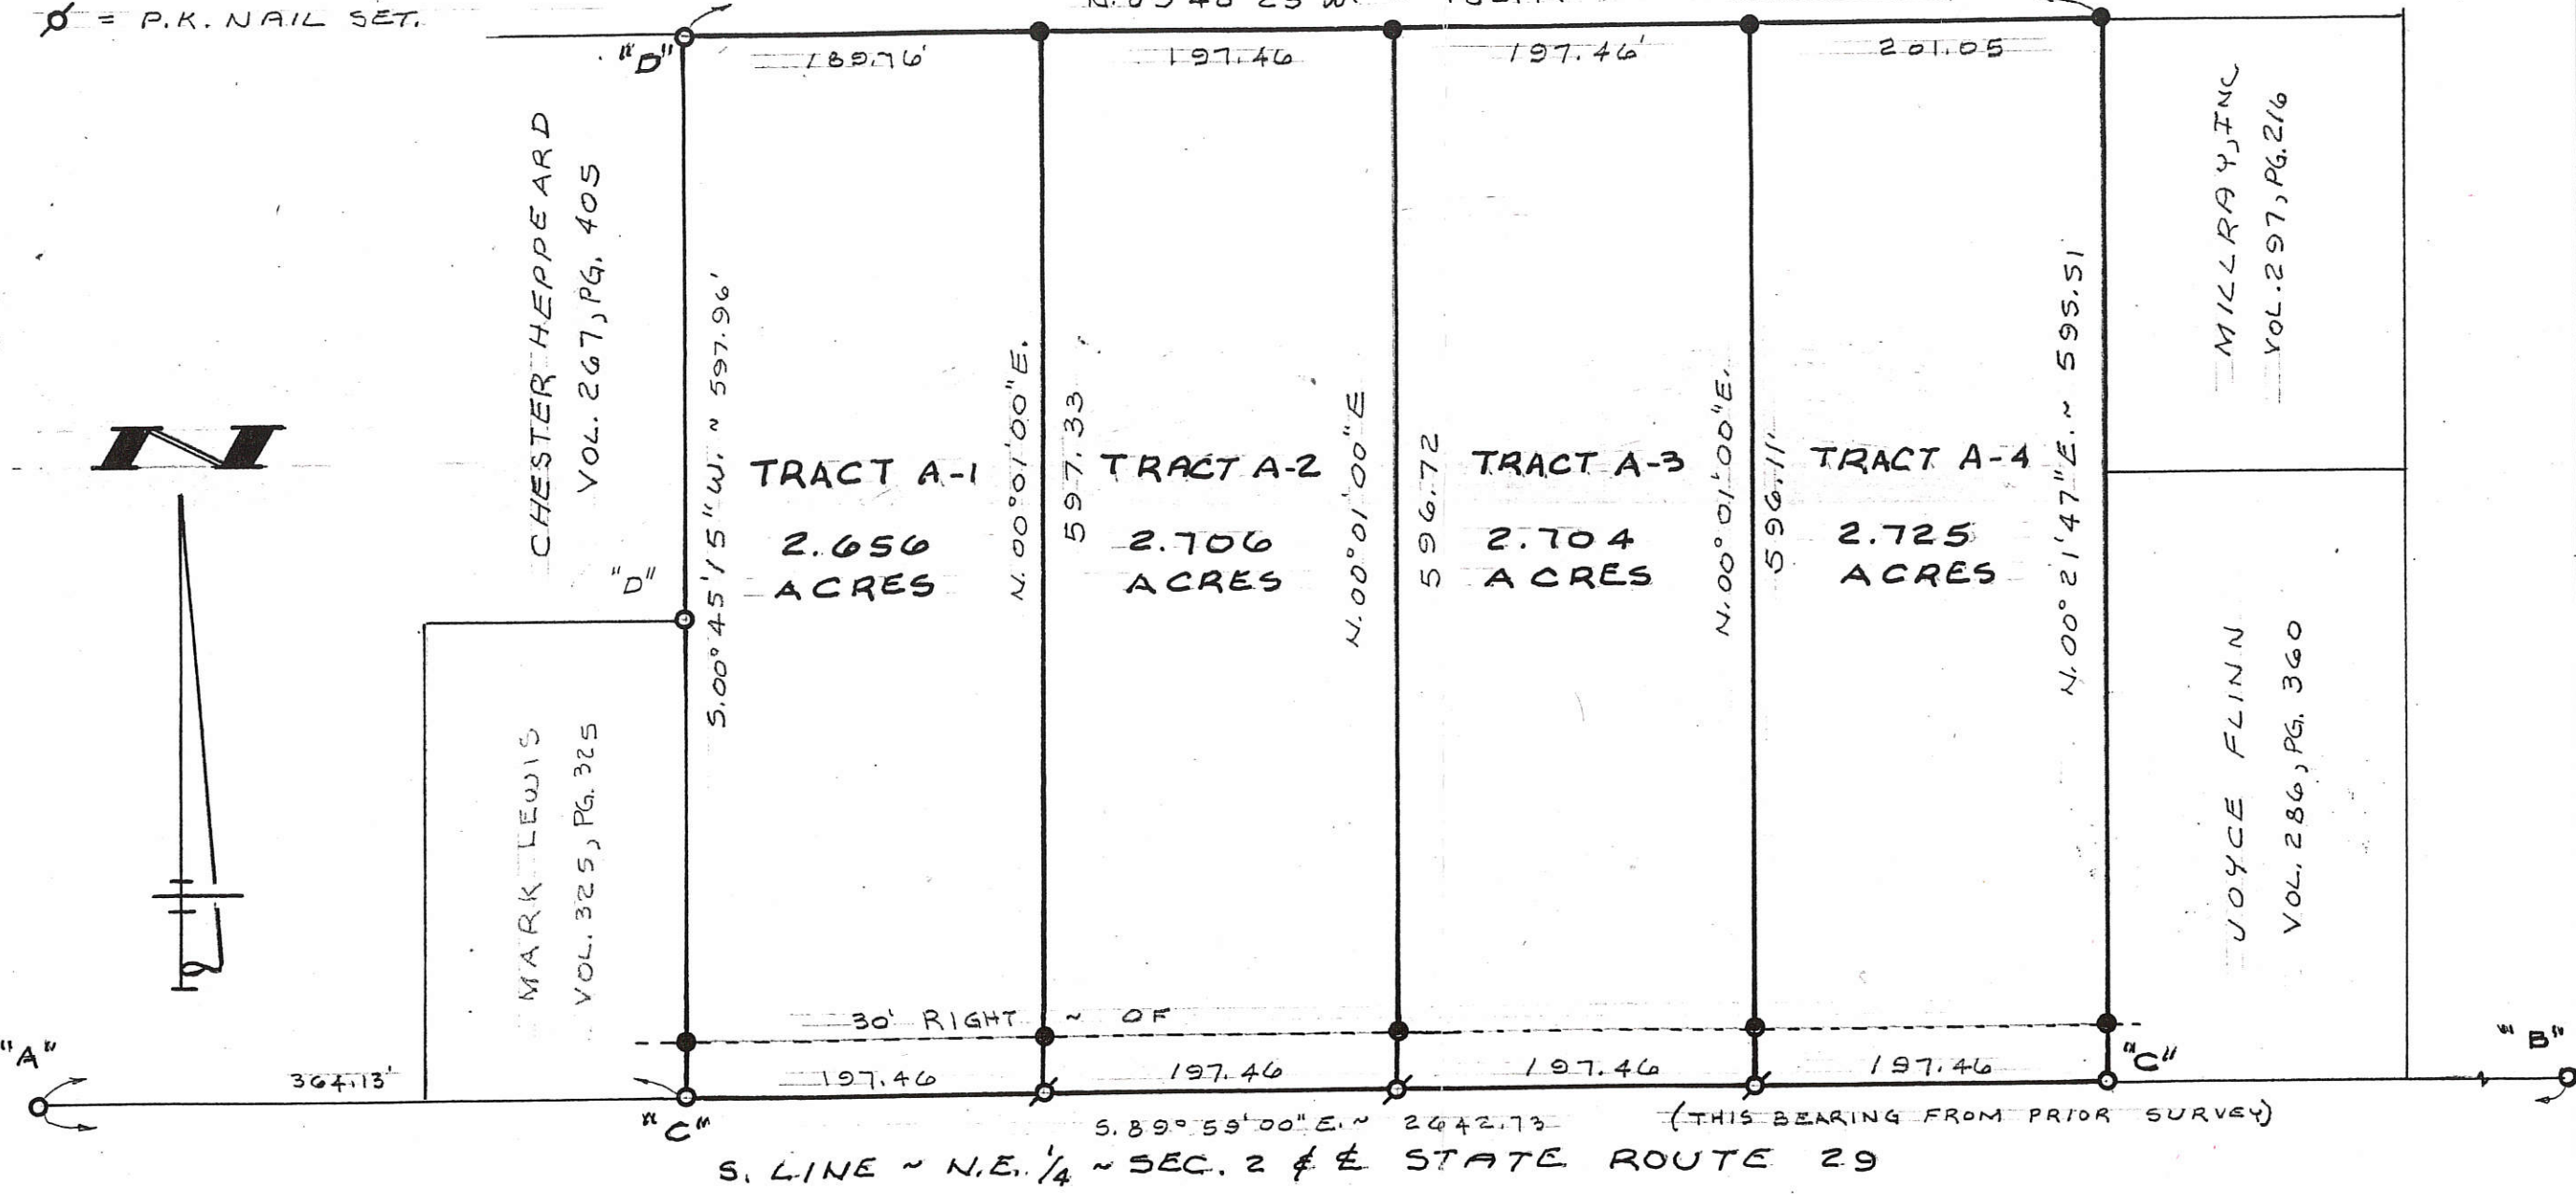 ø = P.K. NAIL SET.
"D"
189.76'
197.46
197.46'
201.05
CHESTER HEPPEARD
VOL. 267, PG. 405
"D"
MARK LEWIS
VOL. 325, PG. 325
S.00°45'15"W. ~ 597.96'
TRACT A-1
2.656
ACRES
N.00°01'00"E.
597.33
TRACT A-2
2.706
ACRES
N.00°01'00"E
596.72
TRACT A-3
2.704
ACRES
N.00°01'00"E.
596.11'
TRACT A-4
2.725
ACRES
N.00°21'47"E. ~ 595.51
MILLRAY, INC
VOL. 297, PG. 216
JOYCE FLINN
VOL. 286, PG. 360
N
30' RIGHT ~ OF
"A"
364.13'
197.46
197.46
197.46
197.46
"C"
"B"
"C"
S.89°59'00"E. ~ 2642.73
(THIS BEARING FROM PRIOR SURVEY)
S. LINE ~ N.E. 1/4 ~ SEC. 2 & ℄ STATE ROUTE 29